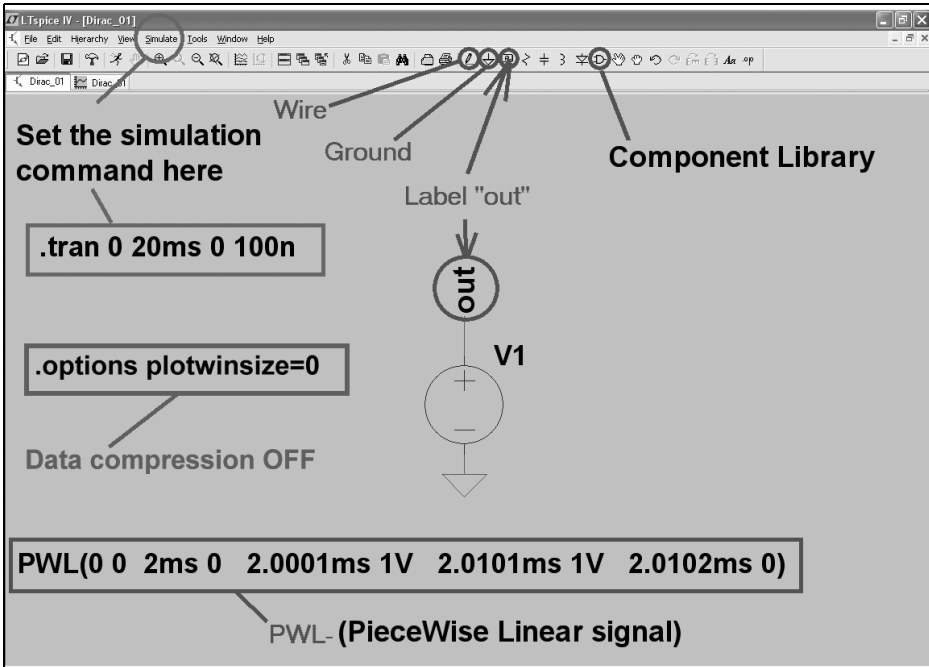 LTspice IV - [Dirac_01]
File Edit Hierarchy View Simulate Tools Window Help
Aa .op
Dirac_01 Dirac_01
Wire
Ground
Label "out"
Component Library
Set the simulation
command here
.tran 0 20ms 0 100n
out
V1
.options plotwinsize=0
Data compression OFF
PWL(0 0 2ms 0 2.0001ms 1V 2.0101ms 1V 2.0102ms 0)
PWL- (PieceWise Linear signal)